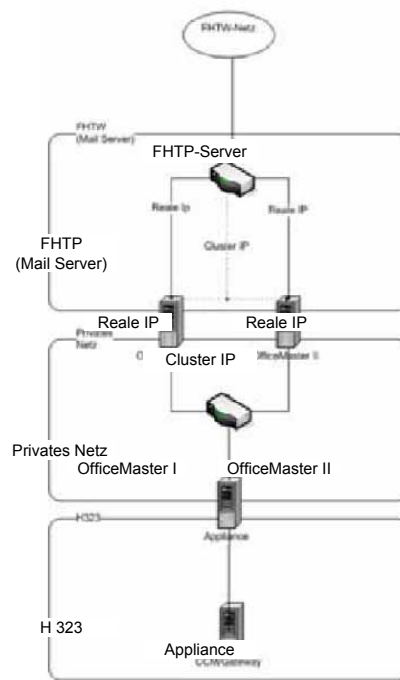 FHTW-Netz
FHTW
(Mail Server)
FHTP-Server
Reale Ip
Reale IP
Cluster IP
FHTP
(Mail Server)
Reale IP
Reale IP
Privates
Netz
Cluster IP
OfficeMaster II
Privates Netz
OfficeMaster I
OfficeMaster II
H323
Appliance
H 323
Appliance
CCM/Gateway